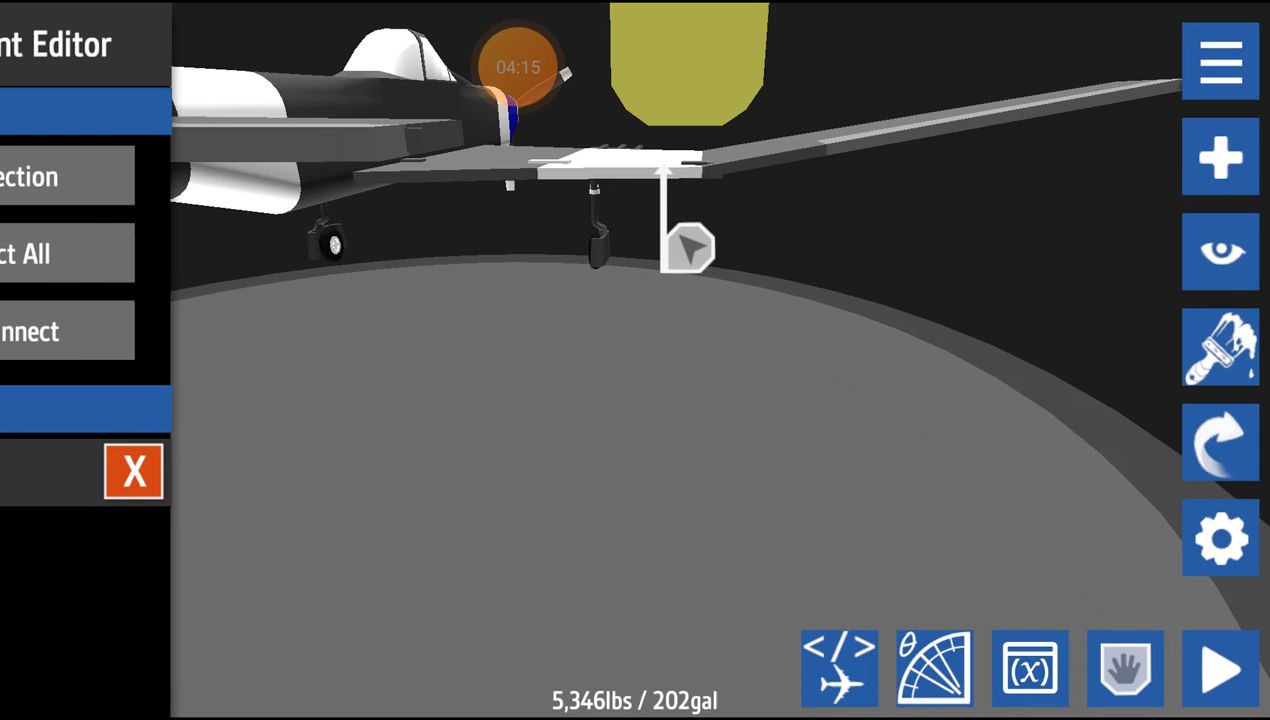 nt Editor
04:15
ection
ct All
nnect
X
</>
θ
(x)
5,346lbs / 202gal